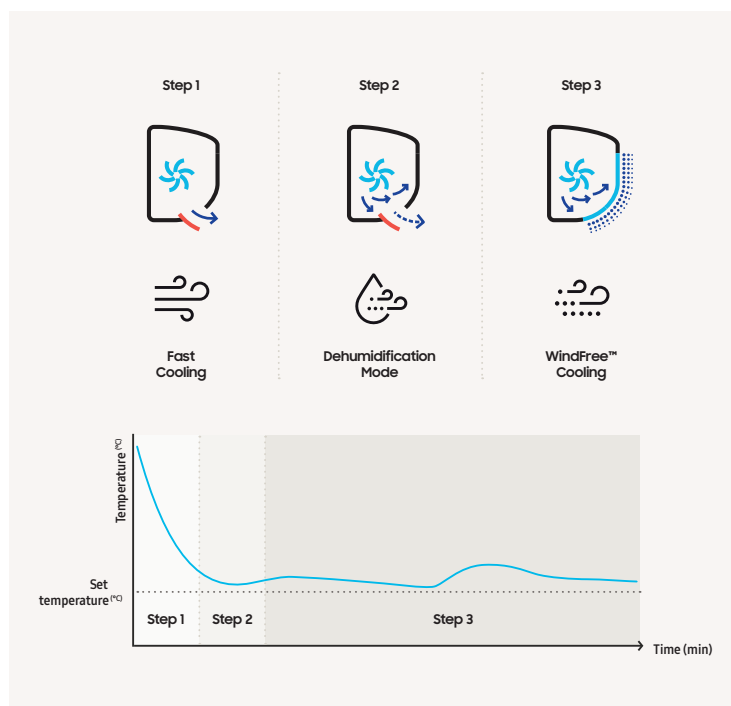 Step 1
Step 2
Step 3
Fast
Cooling
Dehumidification
Mode
WindFree™
Cooling
Temperature (°C)
Set
temperature (°C)
Step 1
Step 2
Step 3
Time (min)